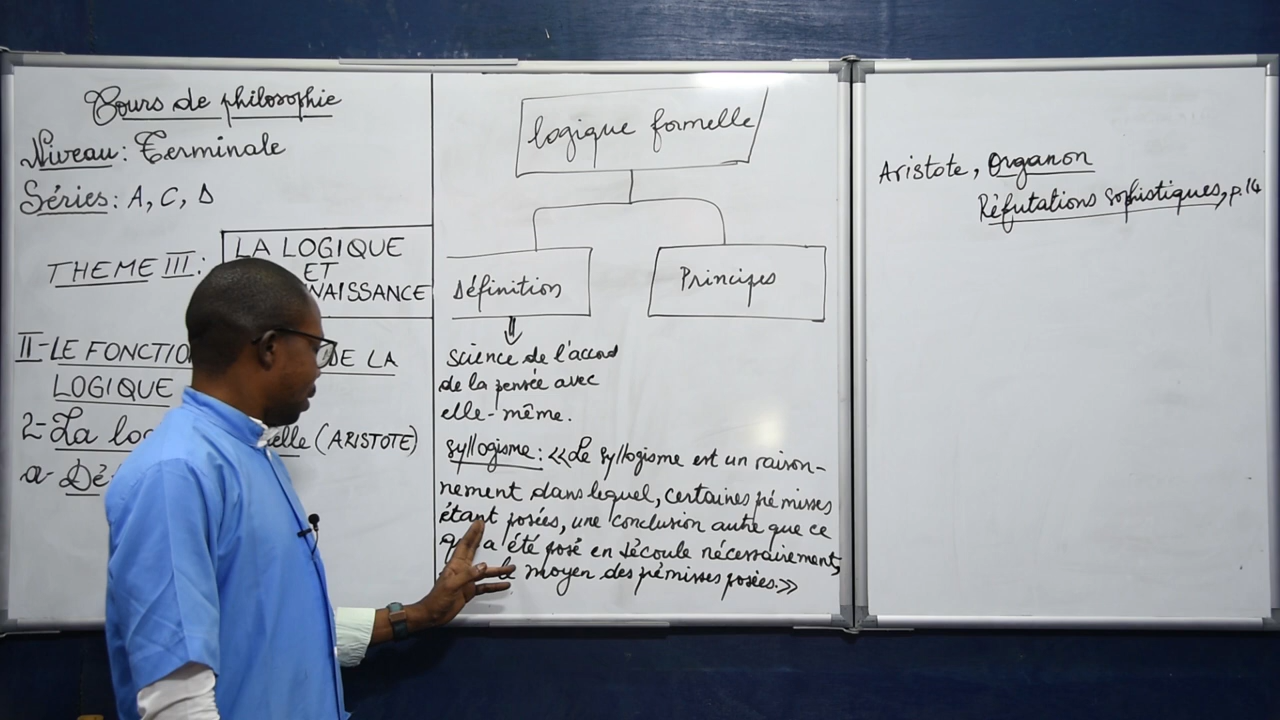 Cours de philosophie
Niveau : Terminale
Séries : A, C, D
THEME III :
LA LOGIQUE
ET
NAISSANCE
II- LE FONCTIO DE LA
LOGIQUE
2- La lo elle (ARISTOTE)
a- Dé
logique formelle
Définition
Principes
Science de l'accord
de la pensée avec
elle-même.
Syllogisme : «Le syllogisme est un raison-
nement dans lequel, certaines prémisses
étant posées, une conclusion autre que ce
a été posé en découle nécessairement,
moyen des prémisses posées.»
Aristote, Organon
Réfutations sophistiques, p.14